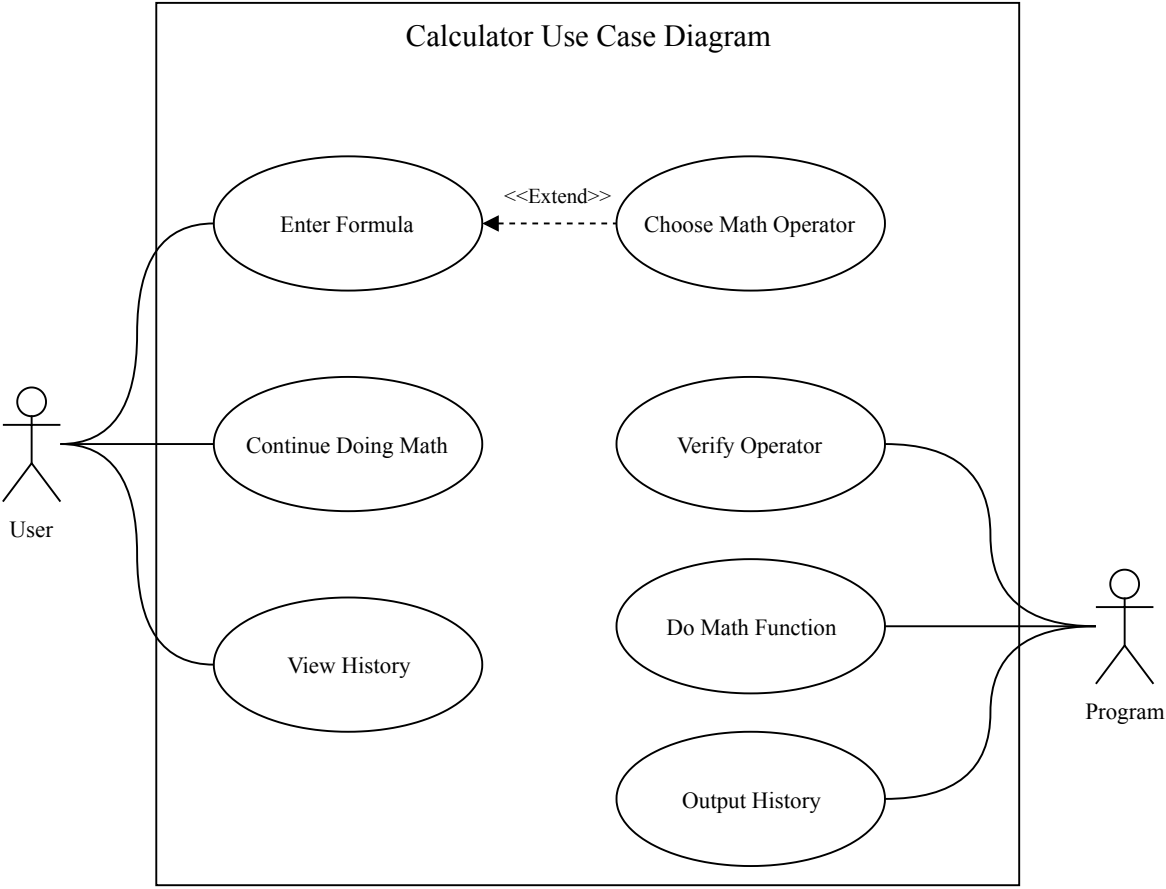 Calculator Use Case Diagram
Enter Formula
<<Extend>>
Choose Math Operator
Continue Doing Math
Verify Operator
User
Do Math Function
View History
Program
Output History